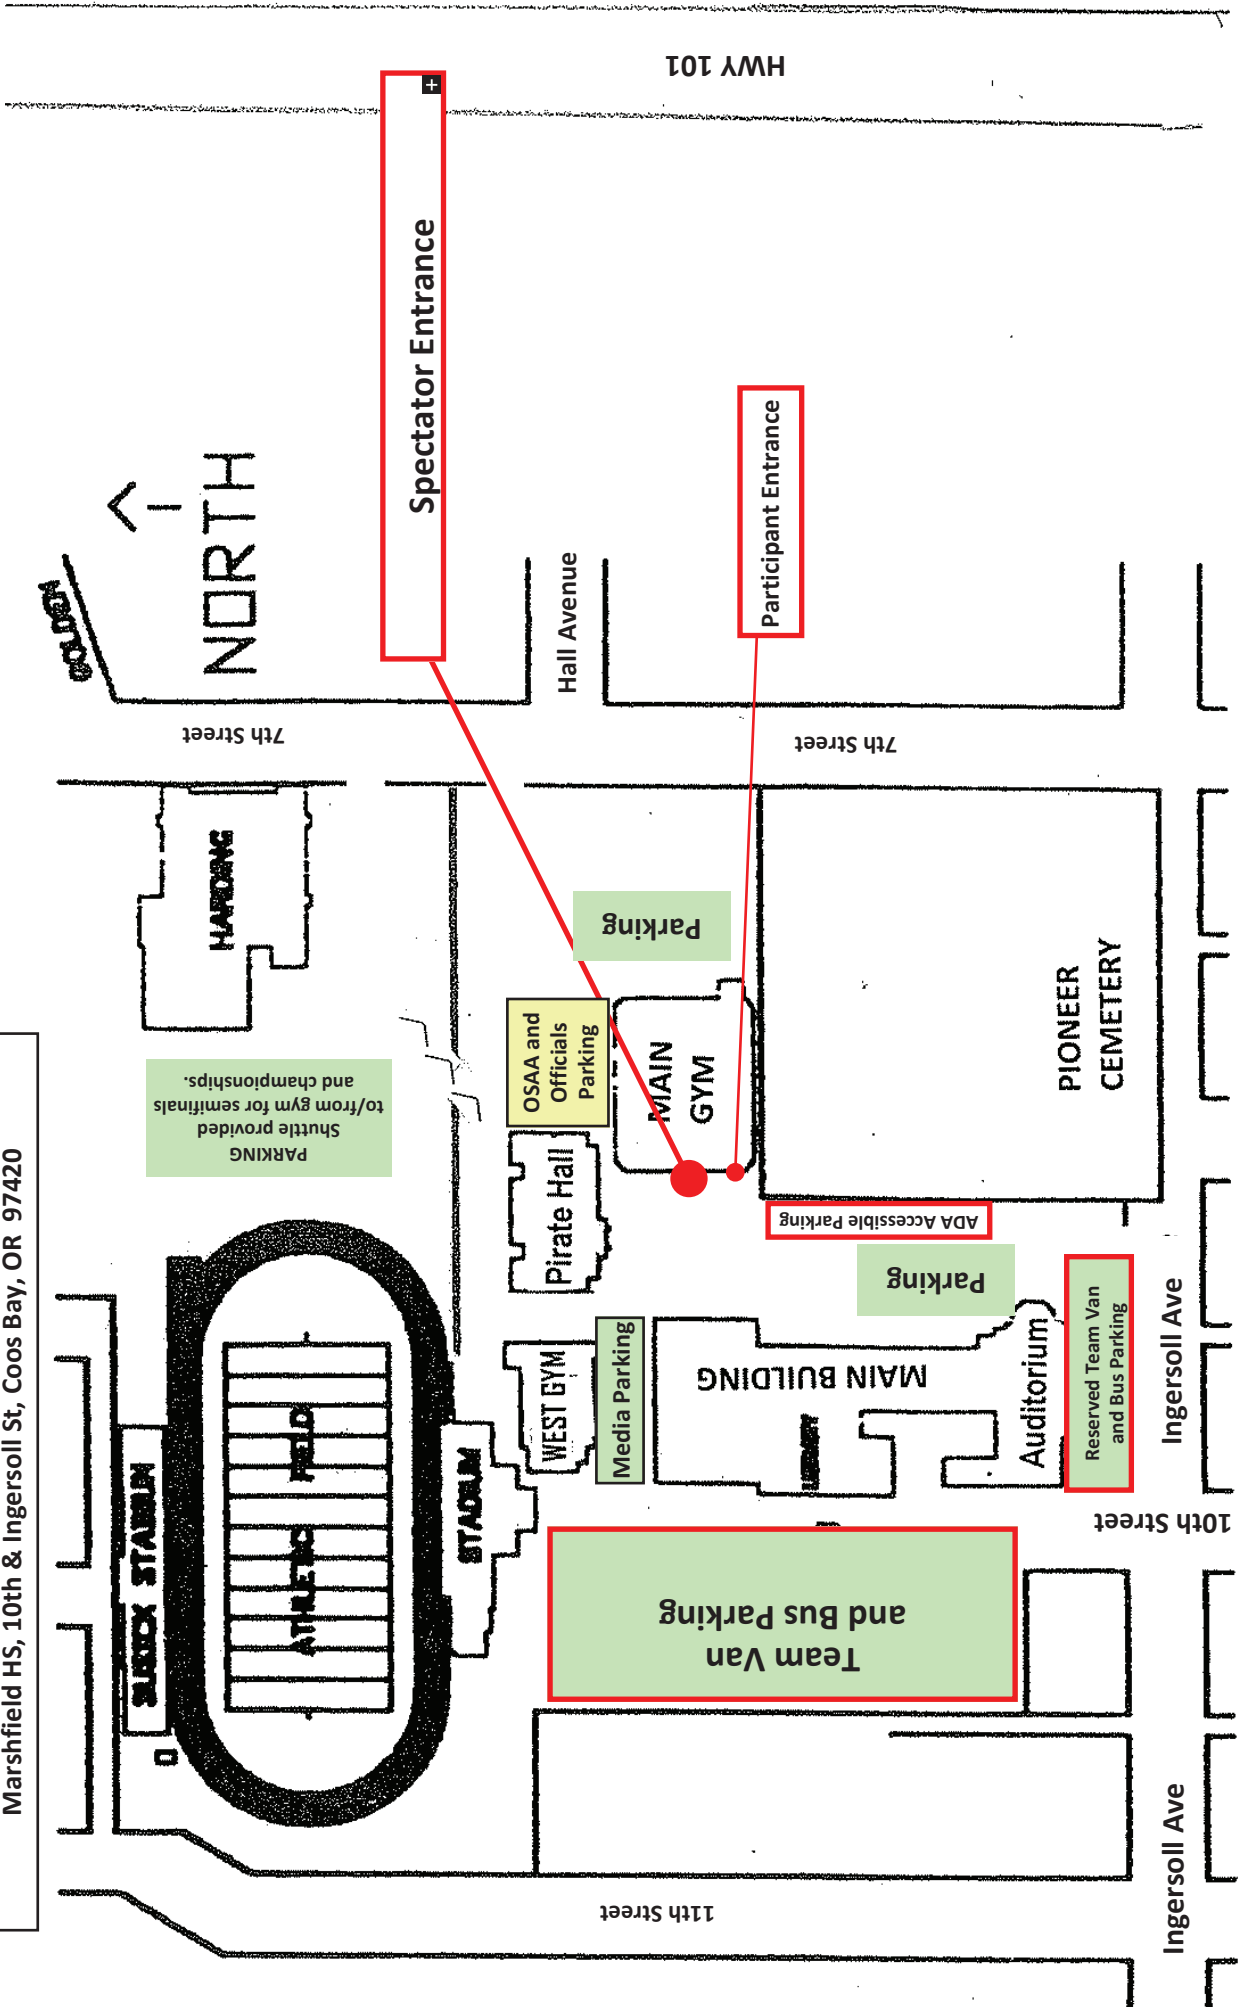 Marshfield HS, 10th & Ingersoll St, Coos Bay, OR 97420
HWY 101
Spectator Entrance
NORTH
GOLDEN
7th Street
Hall Avenue
Participant Entrance
7th Street
HARDING
PARKING
Shuttle provided
to/from gym for semifinals
and championships.
Parking
OSAA and
Officials
Parking
MAIN
GYM
Pirate Hall
PIONEER
CEMETERY
ADA Accessible Parking
Parking
ATHLETIC FIELD
STADIUM
WEST GYM
Media Parking
MAIN BUILDING
LIBRARY
Auditorium
Reserved Team Van
and Bus Parking
Ingersoll Ave
10th Street
Team Van
and Bus Parking
11th Street
Ingersoll Ave